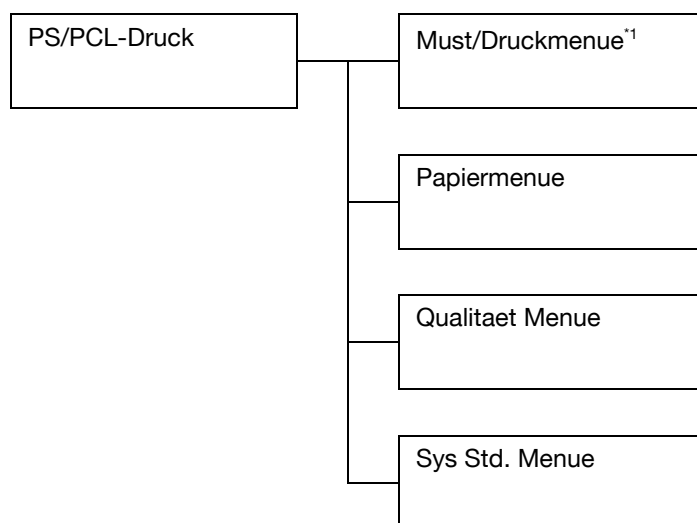 PS/PCL-Druck
Must/Druckmenue*1
Papiermenue
Qualitaet Menue
Sys Std. Menue